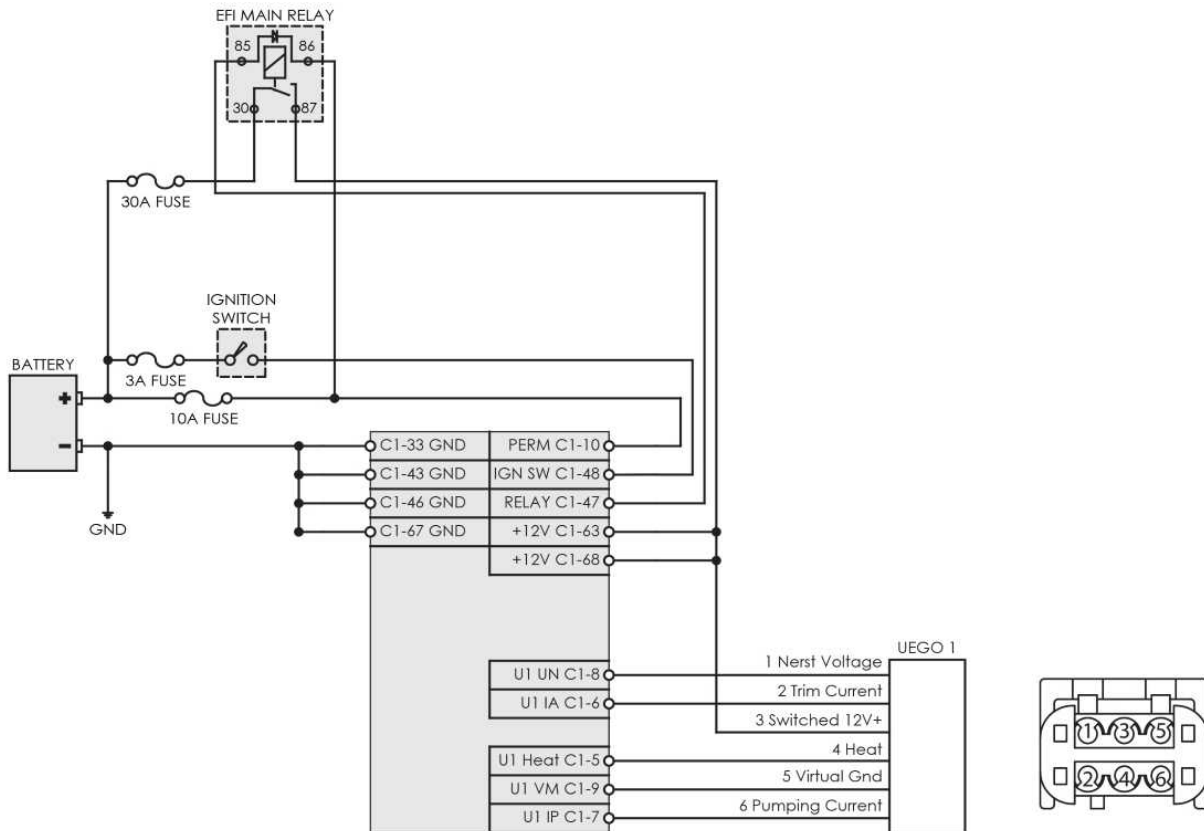 EFI MAIN RELAY
85 86
30 87
30A FUSE
IGNITION
SWITCH
BATTERY
3A FUSE
+
10A FUSE
-
GND
C1-33 GND PERM C1-10
C1-43 GND IGN SW C1-48
C1-46 GND RELAY C1-47
C1-67 GND +12V C1-63
+12V C1-68
UEGO 1
U1 UN C1-8 1 Nerst Voltage
U1 IA C1-6 2 Trim Current
3 Switched 12V+
U1 Heat C1-5 4 Heat
U1 VM C1-9 5 Virtual Gnd
U1 IP C1-7 6 Pumping Current
1 3 5
2 4 6